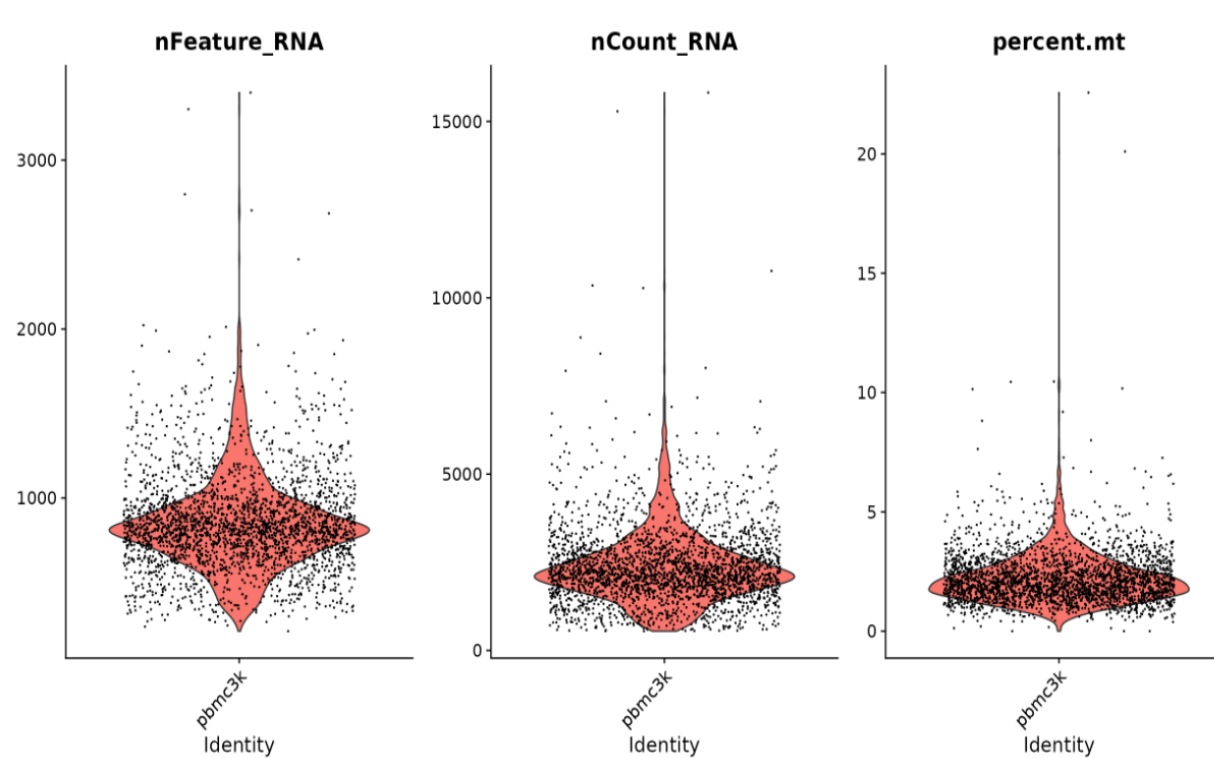 nFeature_RNA
3000
2000
1000
pbmc3k
Identity
nCount_RNA
15000
10000
5000
0
pbmc3k
Identity
percent.mt
20
15
10
5
0
pbmc3k
Identity